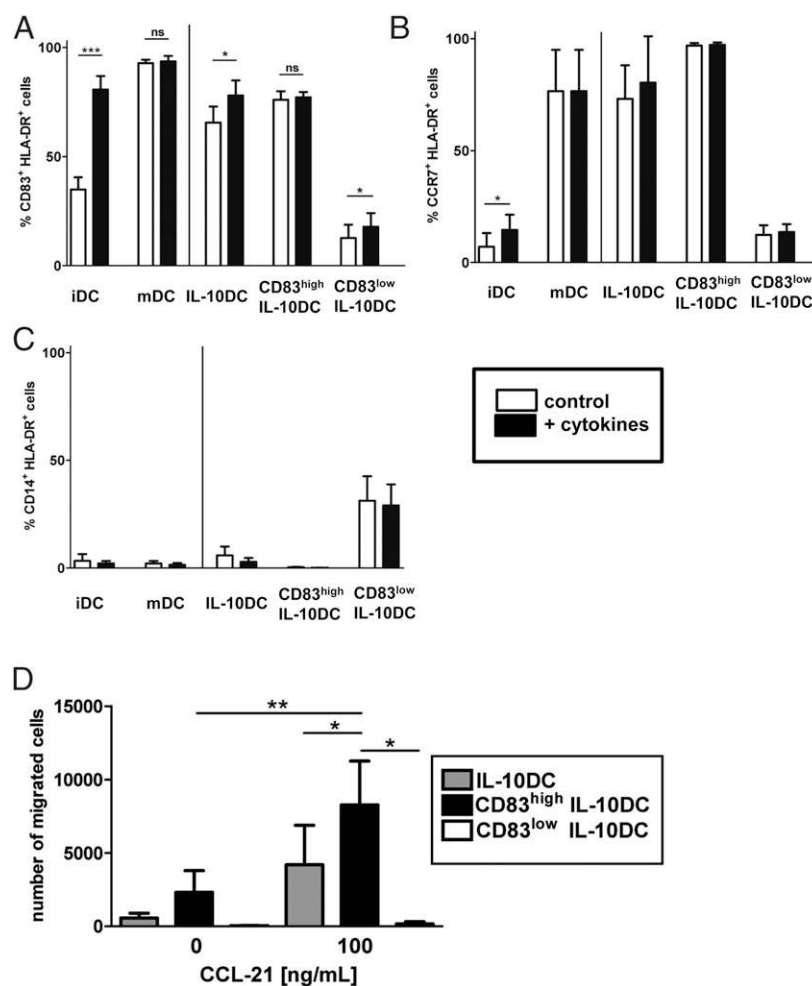 A
% CD83+ HLA-DR+ cells
100
50
0
***
ns
*
ns
*
iDC
mDC
IL-10DC
CD83high
IL-10DC
CD83low
IL-10DC
B
% CCR7+ HLA-DR+ cells
100
50
0
*
iDC
mDC
IL-10DC
CD83high
IL-10DC
CD83low
IL-10DC
C
% CD14+ HLA-DR+ cells
100
50
0
iDC
mDC
IL-10DC
CD83high
IL-10DC
CD83low
IL-10DC
control
+ cytokines
D
number of migrated cells
15000
10000
5000
0
**
*
*
0
100
CCL-21 [ng/mL]
IL-10DC
CD83high IL-10DC
CD83low IL-10DC